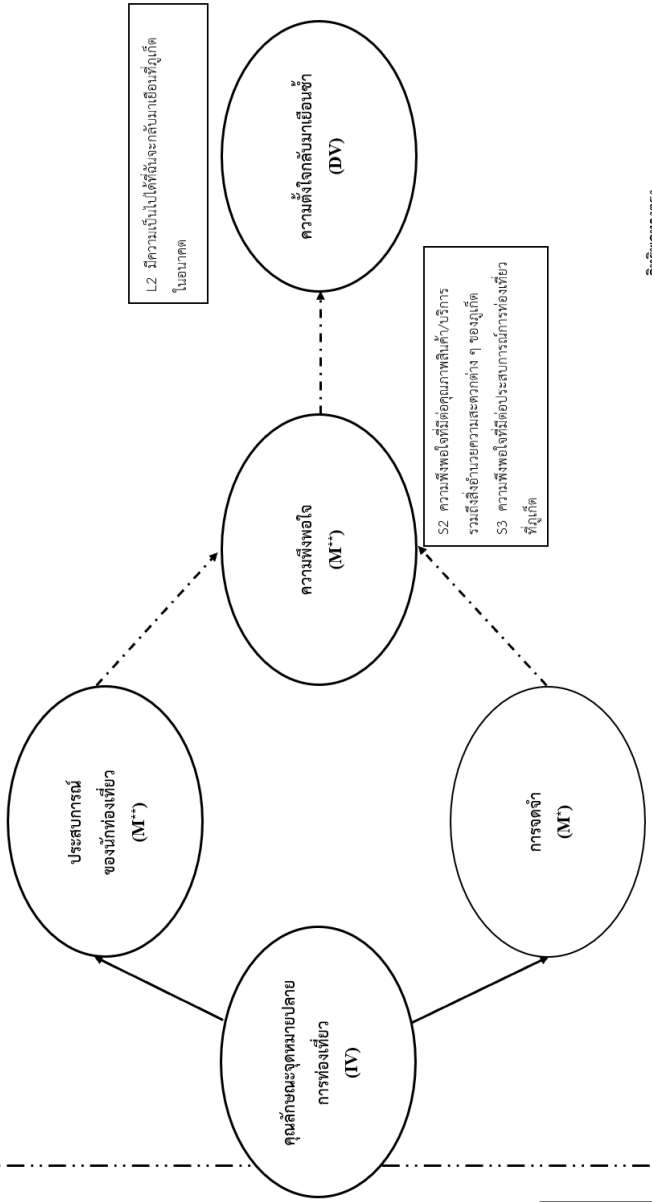 L2 มีความเป็นไปได้ที่ฉันจะกลับมาเยือนที่ภูเก็ต
ในอนาคต
ความตั้งใจกลับมาเยือนซ้ำ
(DV)
ความพึงพอใจ
(M**)
S2 ความพึงพอใจที่มีต่อคุณภาพสินค้า/บริการ
รวมถึงสิ่งอำนวยความสะดวกต่าง ๆ ของภูเก็ต
S3 ความพึงพอใจที่มีต่อประสบการณ์การท่องเที่ยว
ที่ภูเก็ต
ประสบการณ์
ของนักท่องเที่ยว
(M**)
การจดจำ
(M*)
คุณลักษณะจุดหมายปลาย
การท่องเที่ยว
(IV)